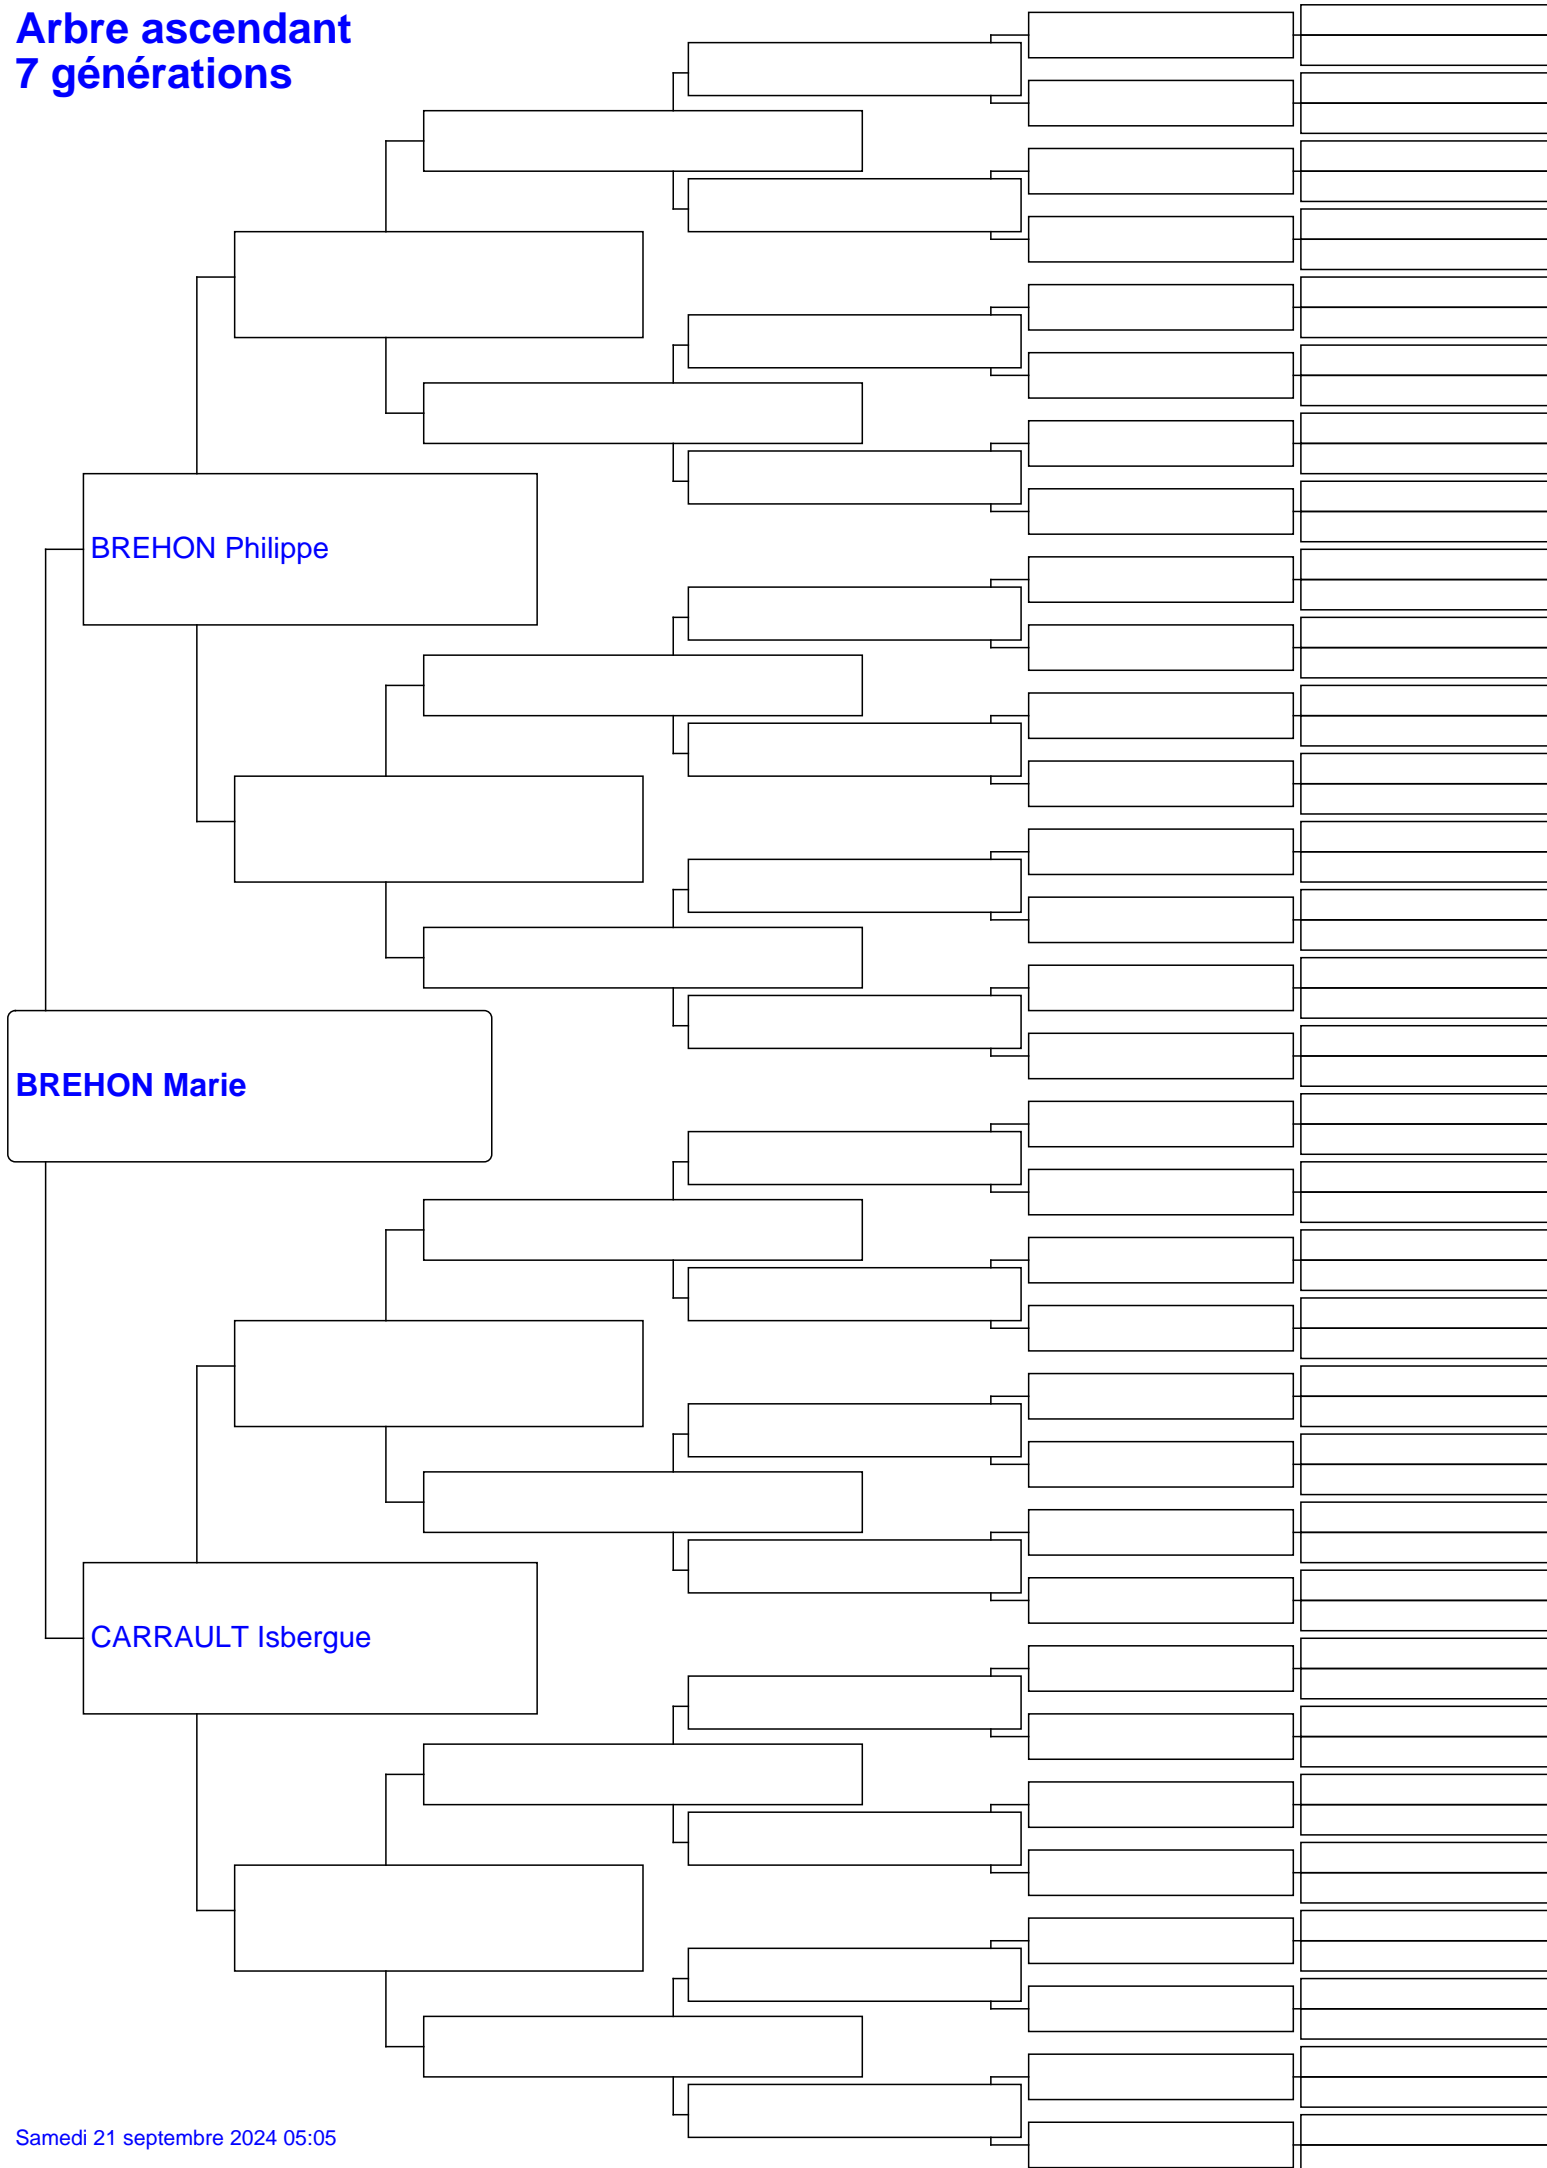 Arbre ascendant
7 générations
BREHON Philippe
BREHON Marie
CARRAULT Isbergue
Samedi 21 septembre 2024 05:05